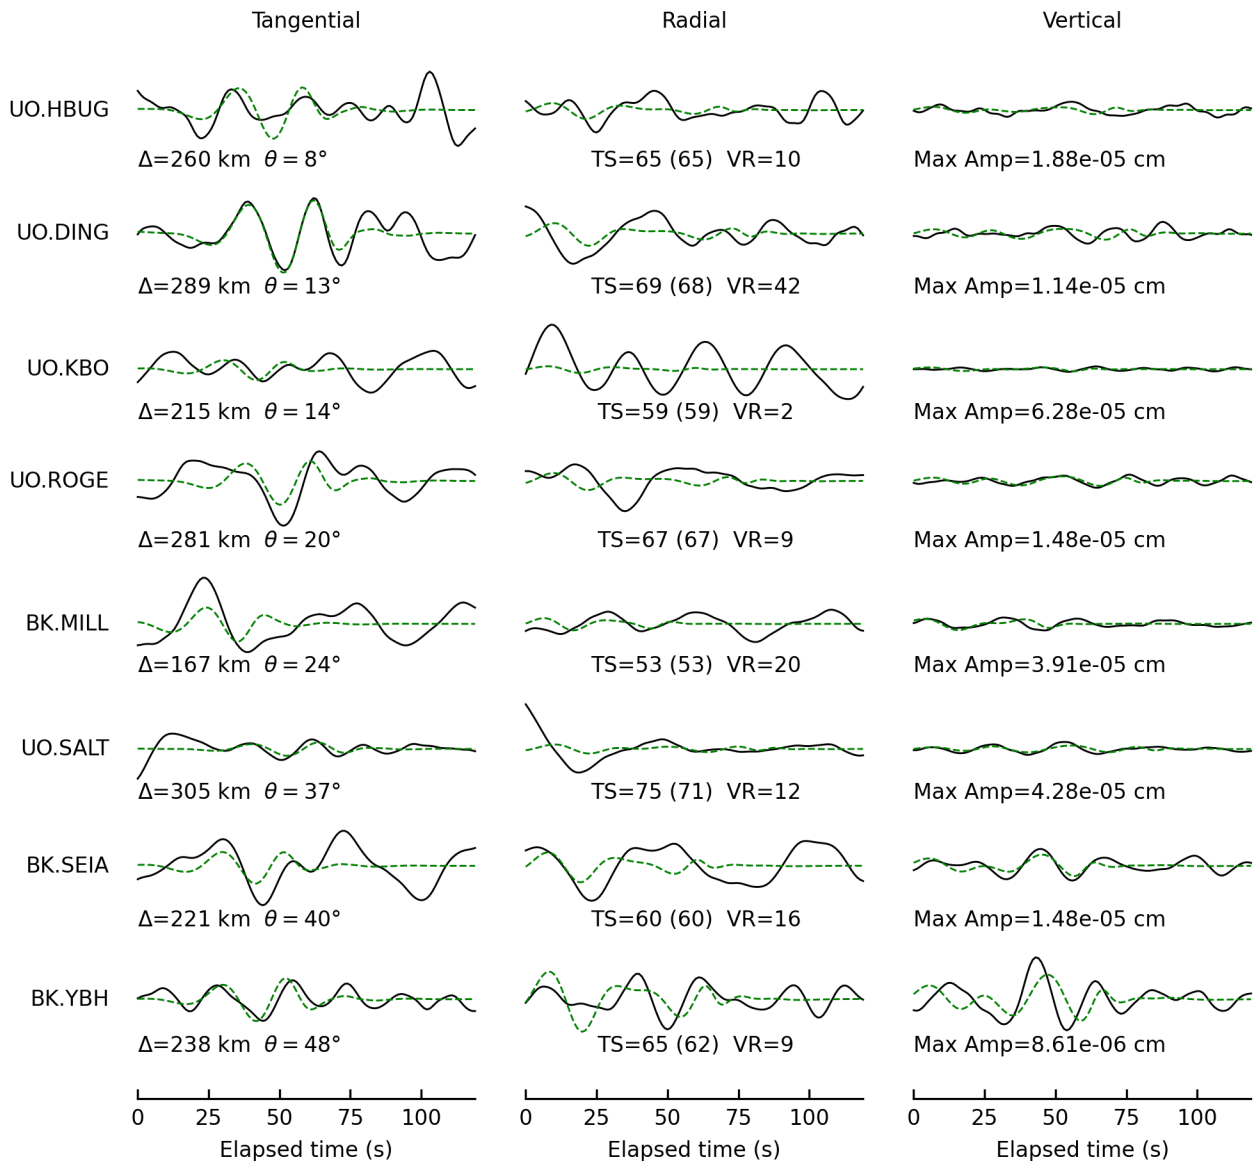 Tangential Radial Vertical
UO.HBUG
Δ=260 km θ = 8° TS=65 (65) VR=10 Max Amp=1.88e-05 cm
UO.DING
Δ=289 km θ = 13° TS=69 (68) VR=42 Max Amp=1.14e-05 cm
UO.KBO
Δ=215 km θ = 14° TS=59 (59) VR=2 Max Amp=6.28e-05 cm
UO.ROGE
Δ=281 km θ = 20° TS=67 (67) VR=9 Max Amp=1.48e-05 cm
BK.MILL
Δ=167 km θ = 24° TS=53 (53) VR=20 Max Amp=3.91e-05 cm
UO.SALT
Δ=305 km θ = 37° TS=75 (71) VR=12 Max Amp=4.28e-05 cm
BK.SEIA
Δ=221 km θ = 40° TS=60 (60) VR=16 Max Amp=1.48e-05 cm
BK.YBH
Δ=238 km θ = 48° TS=65 (62) VR=9 Max Amp=8.61e-06 cm
0 25 50 75 100 0 25 50 75 100 0 25 50 75 100
Elapsed time (s) Elapsed time (s) Elapsed time (s)